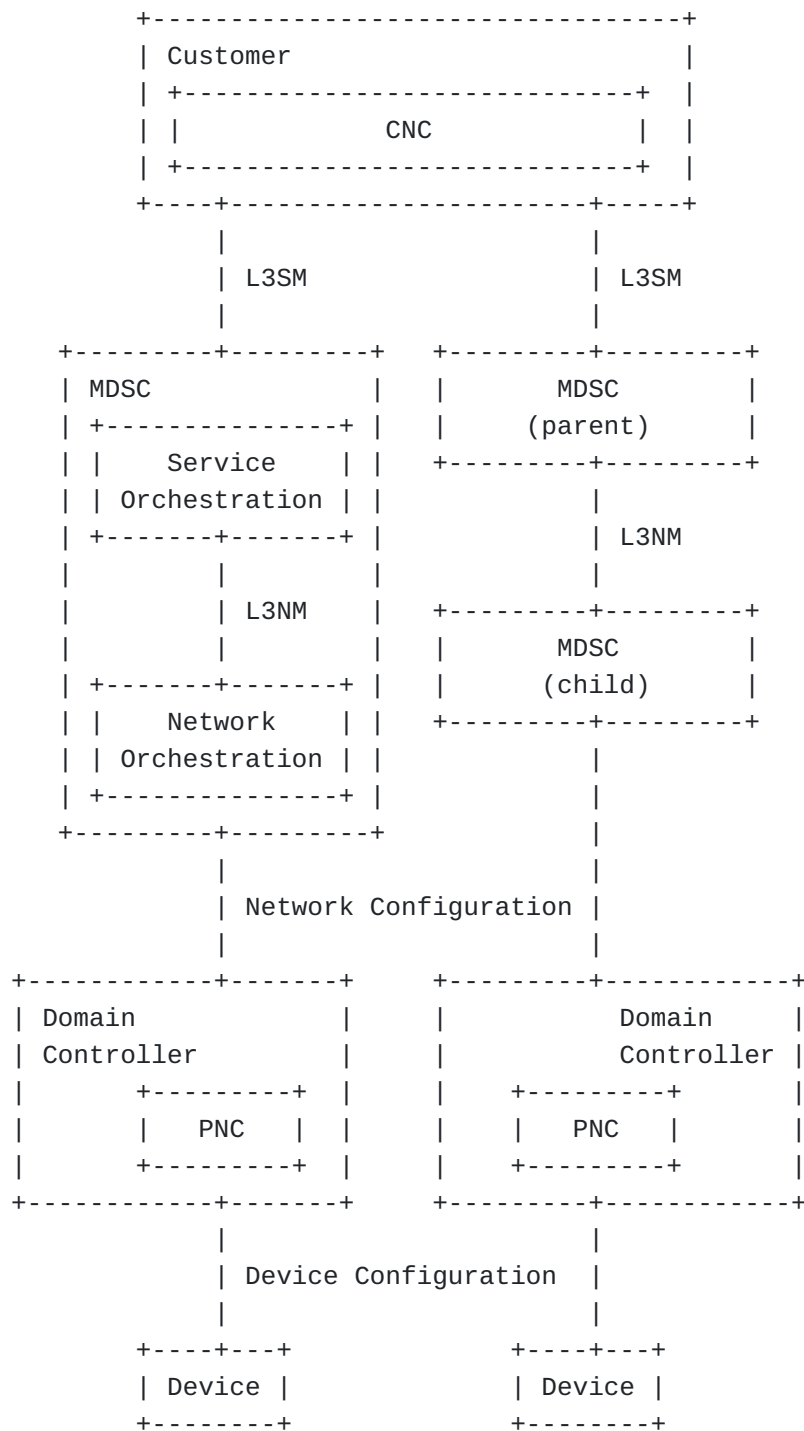 Customer
CNC
L3SM L3SM
MDSC MDSC
(parent)
Service
Orchestration
L3NM
L3NM
MDSC
(child)
Network
Orchestration
Network Configuration
Domain Domain
Controller Controller
PNC PNC
Device Configuration
Device Device